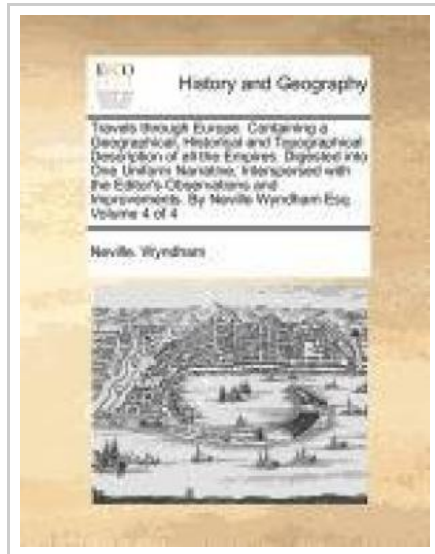 ECCO
History and Geography
Travels through Europe. Containing a
Geographical, Historical and Topographical
Description of all the Empires. Digested into
One Uniform Narrative; Interspersed with
the Editor's Observations and
Improvements. By Neville Wyndham Esq.
Volume 4 of 4
Neville. Wyndham